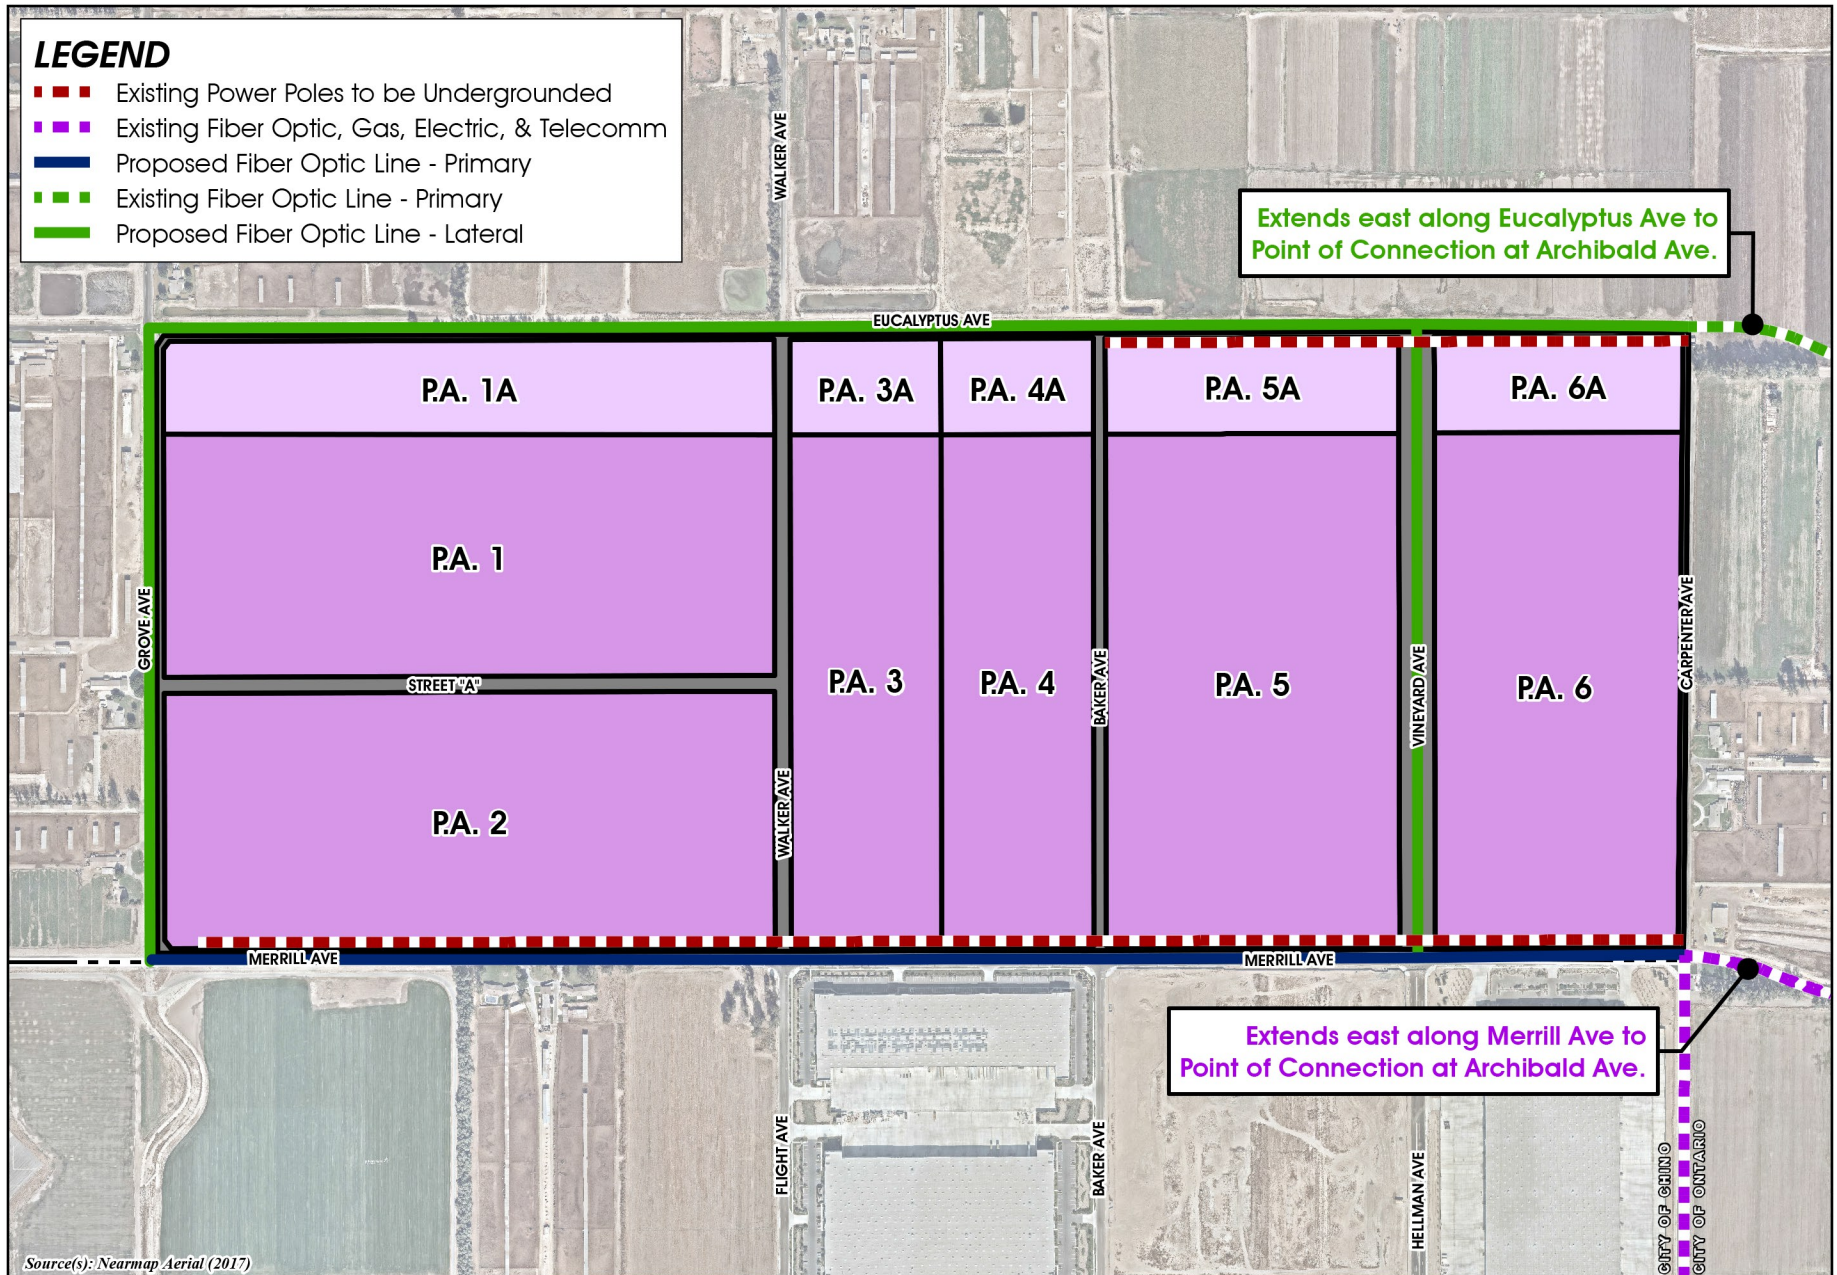 LEGEND
Existing Power Poles to be Undergrounded
Existing Fiber Optic, Gas, Electric, & Telecomm
Proposed Fiber Optic Line - Primary
Existing Fiber Optic Line - Primary
Proposed Fiber Optic Line - Lateral
WALKER AVE
Extends east along Eucalyptus Ave to
Point of Connection at Archibald Ave.
EUCALYPTUS AVE
P.A. 1A
P.A. 3A
P.A. 4A
P.A. 5A
P.A. 6A
P.A. 1
GROVE AVE
STREET "A"
P.A. 3
P.A. 4
BAKER AVE
P.A. 5
VINEYARD AVE
P.A. 6
CARPENTER AVE
P.A. 2
WALKER AVE
MERRILL AVE
MERRILL AVE
Extends east along Merrill Ave to
Point of Connection at Archibald Ave.
FLIGHT AVE
BAKER AVE
HELLMAN AVE
CITY OF CHINO
CITY OF ONTARIO
Source(s): Nearmap Aerial (2017)